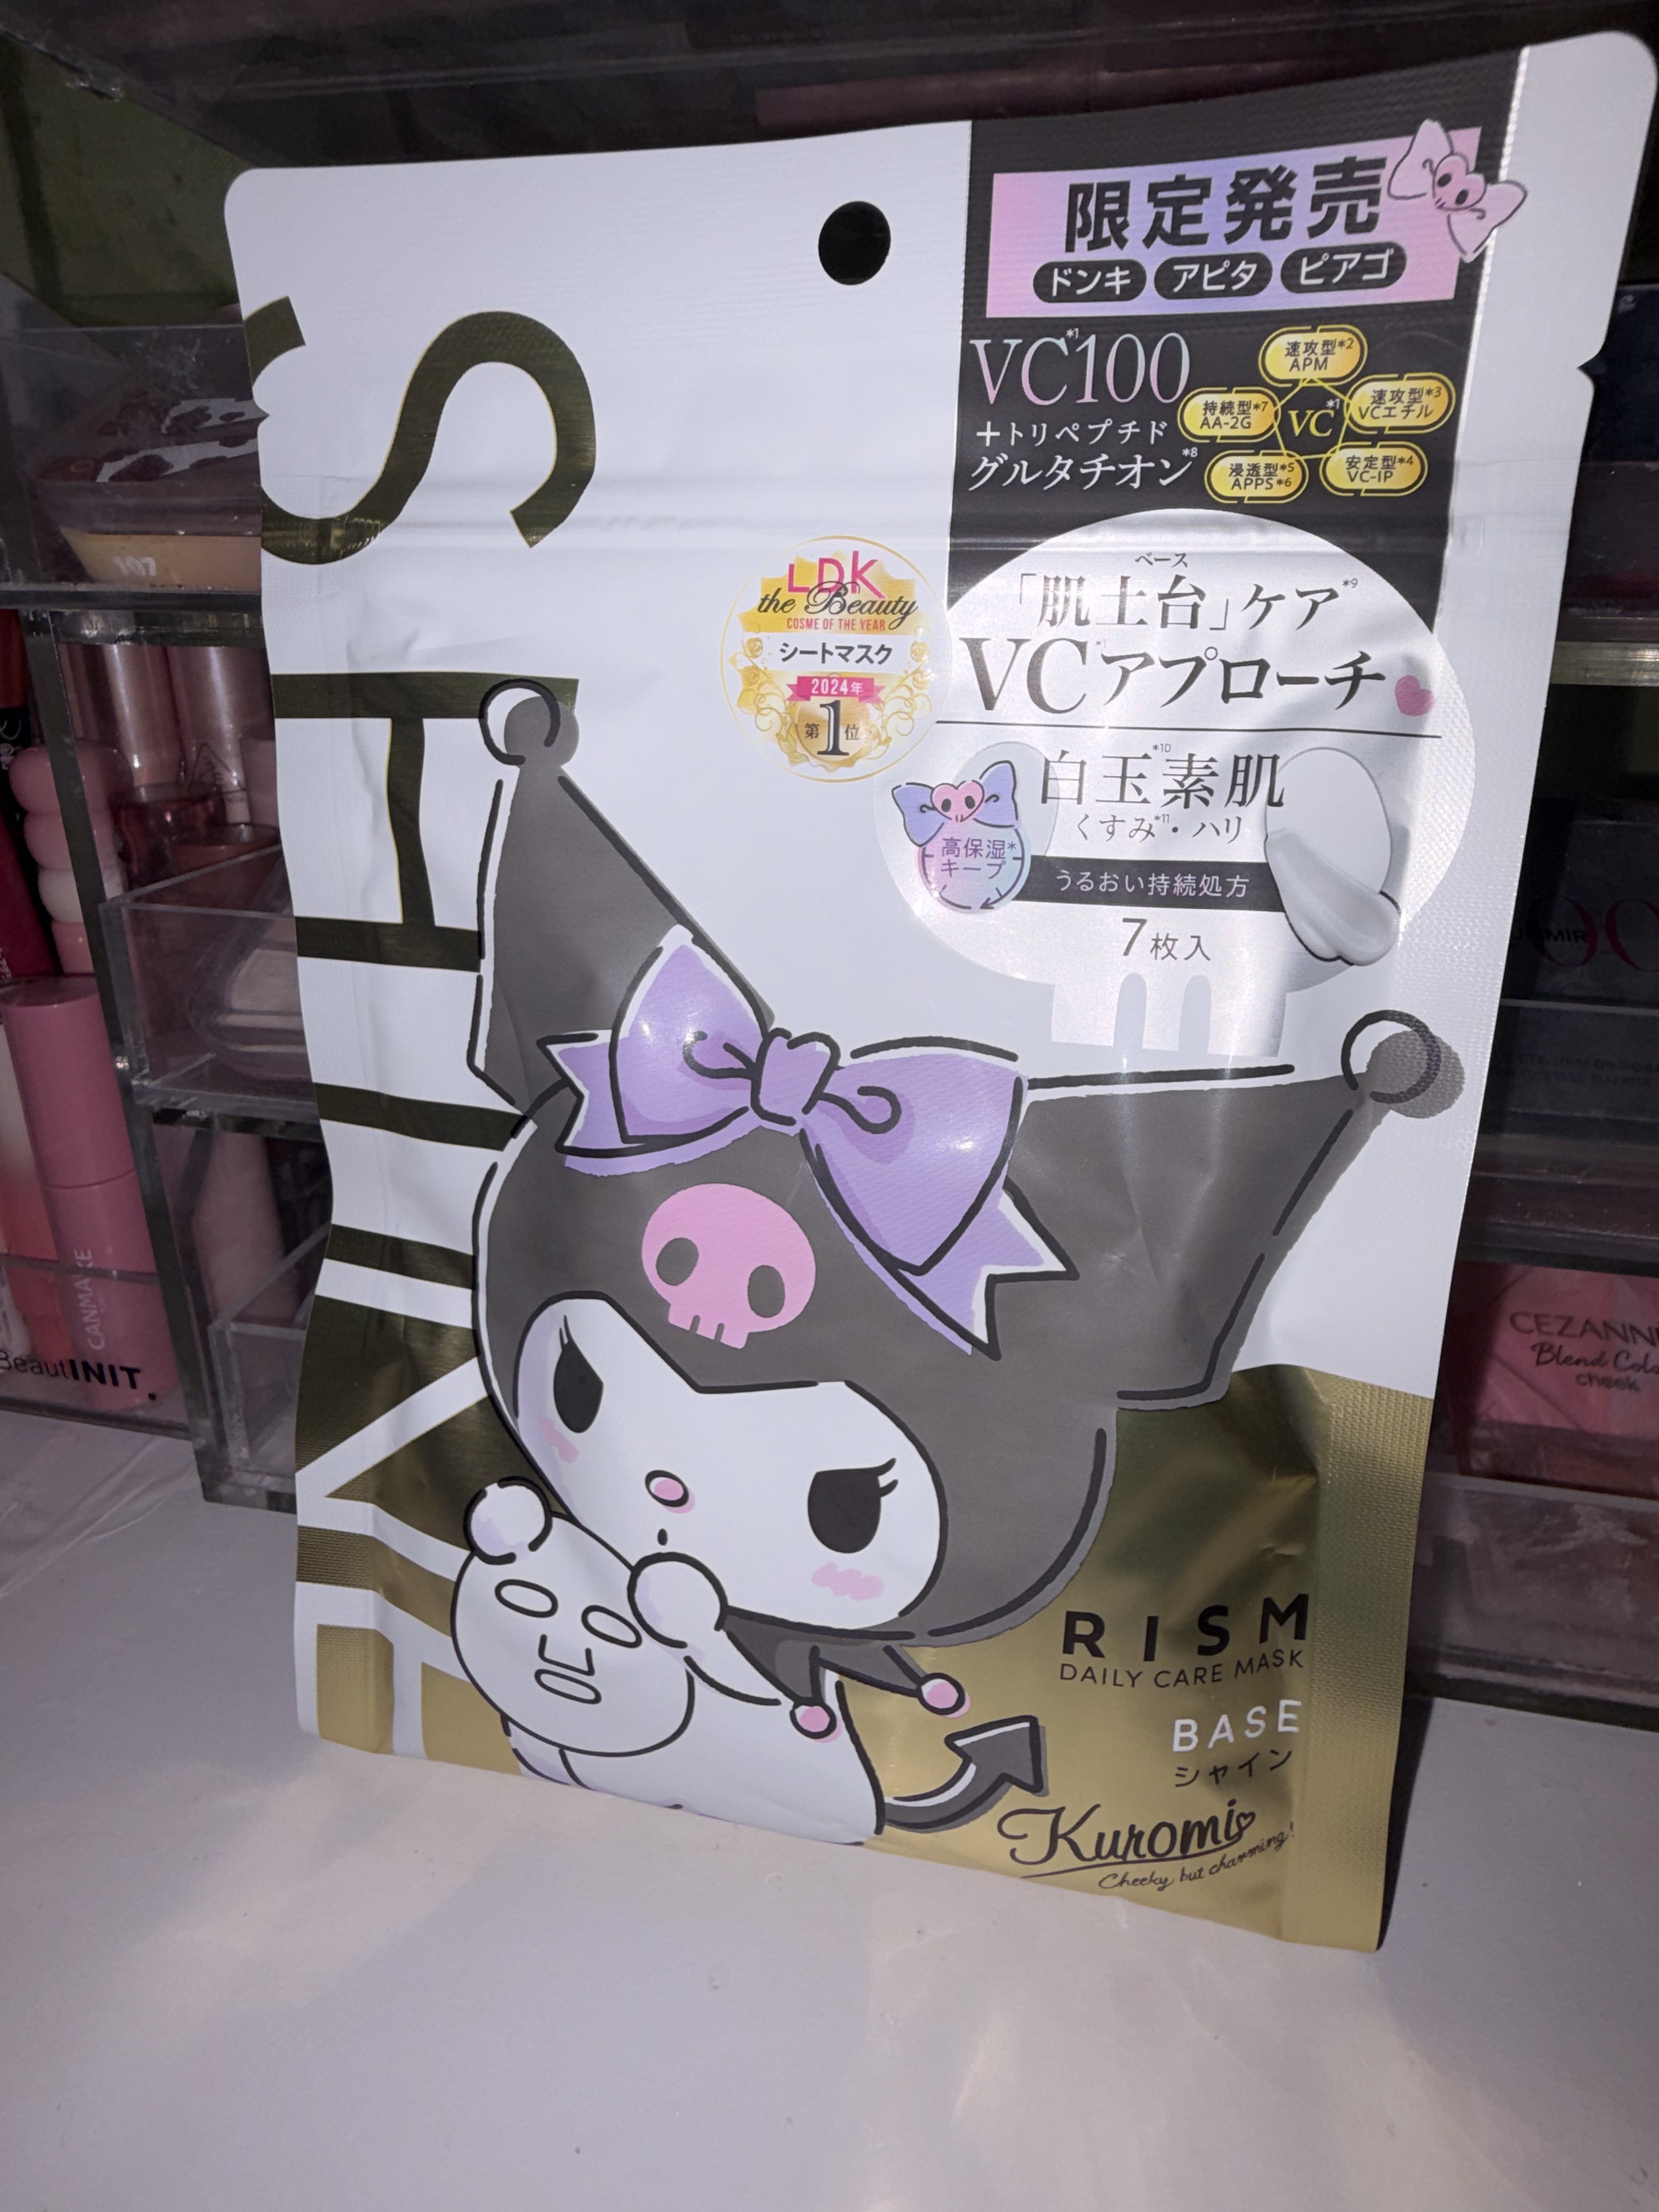 限定発売
ドンキ アピタ ピアゴ
VC*1100
+トリペプチド
グルタチオン*8
速攻型*2
APM
速攻型*3
VCエチル
安定型*4
VC-IP
浸透型*5
APPS*6
持続型*7
AA-2G
VC*1
LDK
the Beauty
COSME OF THE YEAR
シートマスク
2024年
第1位
ベース
「肌土台」ケア*9
VCアプローチ
白玉素肌*10
くすみ*11・ハリ
高保湿*
キープ
うるおい持続処方
7枚入
RISM
DAILY CARE MASK
BASE
シャイン
Kuromi
Cheeky but charming!
107
CANMAKE
BeautINIT.
CEZANN
Blend Colo
cheek